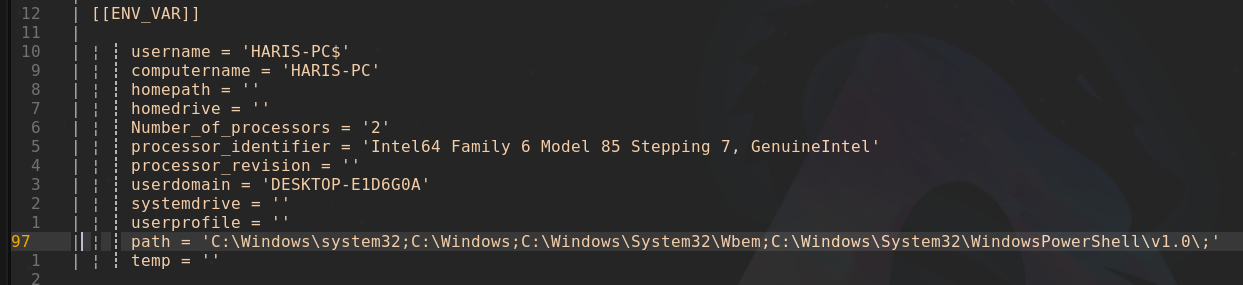 12 | [[ENV_VAR]]
11 |
10 | ¦ ¦ username = 'HARIS-PC$'
9 | ¦ ¦ computername = 'HARIS-PC'
8 | ¦ ¦ homepath = ''
7 | ¦ ¦ homedrive = ''
6 | ¦ ¦ Number_of_processors = '2'
5 | ¦ ¦ processor_identifier = 'Intel64 Family 6 Model 85 Stepping 7, GenuineIntel'
4 | ¦ ¦ processor_revision = ''
3 | ¦ ¦ userdomain = 'DESKTOP-E1D6G0A'
2 | ¦ ¦ systemdrive = ''
1 | ¦ ¦ userprofile = ''
97 | ¦ ¦ path = 'C:\Windows\system32;C:\Windows;C:\Windows\System32\Wbem;C:\Windows\System32\WindowsPowerShell\v1.0\;'
1 | ¦ ¦ temp = ''
2